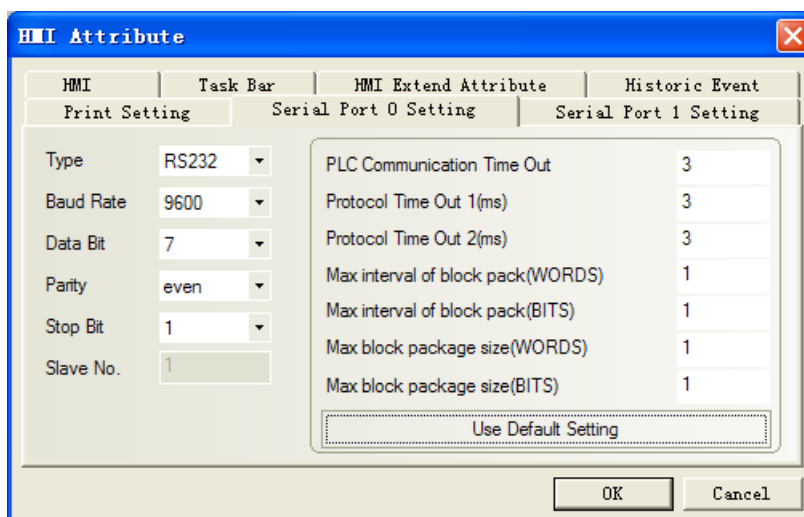 HMI Attribute
HMI Task Bar HMI Extend Attribute Historic Event
Print Setting Serial Port 0 Setting Serial Port 1 Setting
Type RS232
Baud Rate 9600
Data Bit 7
Parity even
Stop Bit 1
Slave No. 1
PLC Communication Time Out 3
Protocol Time Out 1(ms) 3
Protocol Time Out 2(ms) 3
Max interval of block pack(WORDS) 1
Max interval of block pack(BITS) 1
Max block package size(WORDS) 1
Max block package size(BITS) 1
Use Default Setting
OK Cancel